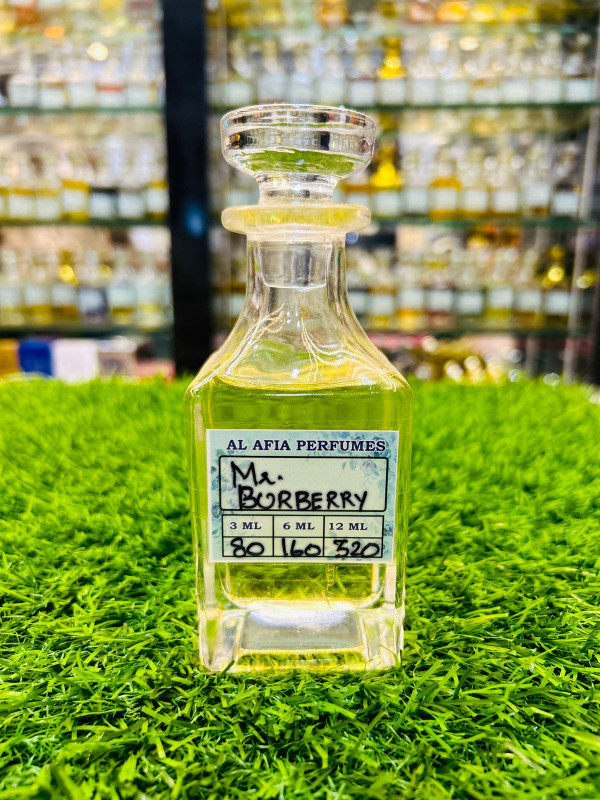 AL AFIA PERFUMES
Mr.
BURBERRY
3 ML 6 ML 12 ML
80 160 320